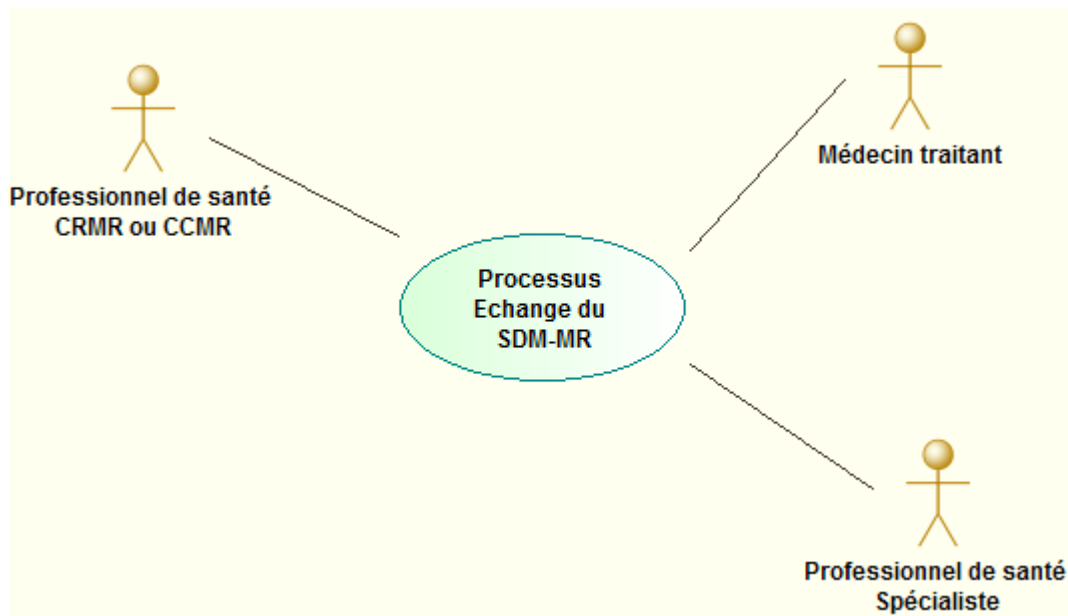 Médecin traitant
Professionnel de santé
CRMR ou CCMR
Processus
Echange du
SDM-MR
Professionnel de santé
Spécialiste